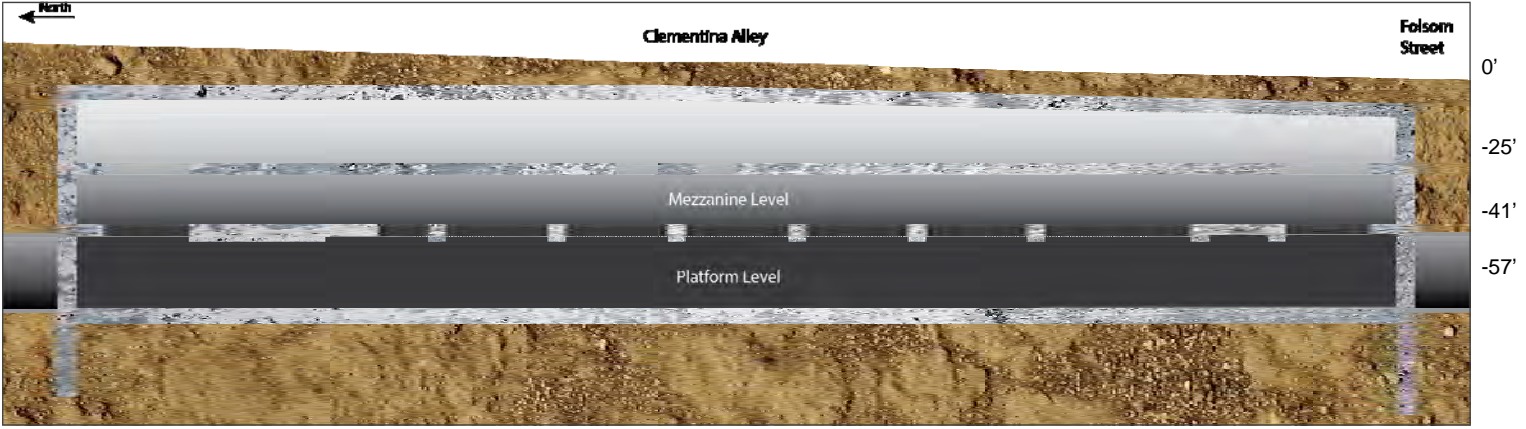 North
Clementina Alley
Folsom
Street
0’
-25’
Mezzanine Level
-41’
-57’
Platform Level